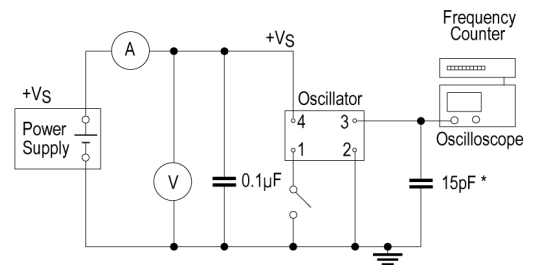 Frequency
Counter
A
+VS
+VS
Oscillator
Power
Supply
4
3
Oscilloscope
1
2
V
0.1µF
15pF *